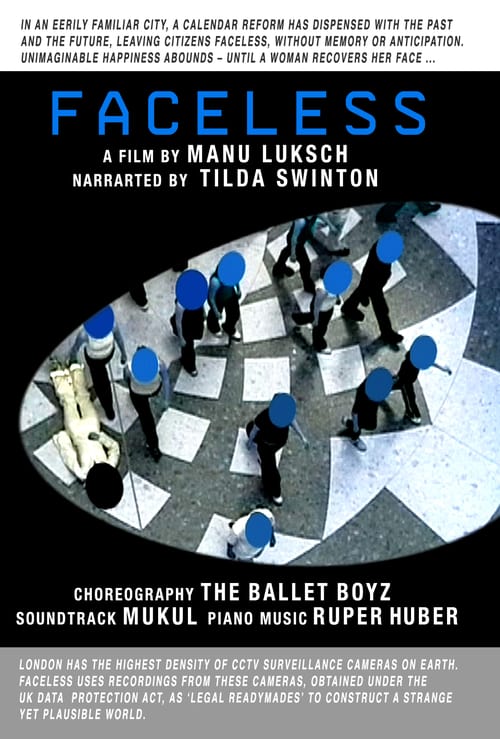 IN AN EERILY FAMILIAR CITY, A CALENDAR REFORM HAS DISPENSED WITH THE PAST
AND THE FUTURE, LEAVING CITIZENS FACELESS, WITHOUT MEMORY OR ANTICIPATION.
UNIMAGINABLE HAPPINESS ABOUNDS – UNTIL A WOMAN RECOVERS HER FACE ...
FACELESS
A FILM BY MANU LUKSCH
NARRARTED BY TILDA SWINTON
CHOREOGRAPHY THE BALLET BOYZ
SOUNDTRACK MUKUL PIANO MUSIC RUPER HUBER
LONDON HAS THE HIGHEST DENSITY OF CCTV SURVEILLANCE CAMERAS ON EARTH.
FACELESS USES RECORDINGS FROM THESE CAMERAS, OBTAINED UNDER THE
UK DATA PROTECTION ACT, AS ‘LEGAL READYMADES’ TO CONSTRUCT A STRANGE
YET PLAUSIBLE WORLD.